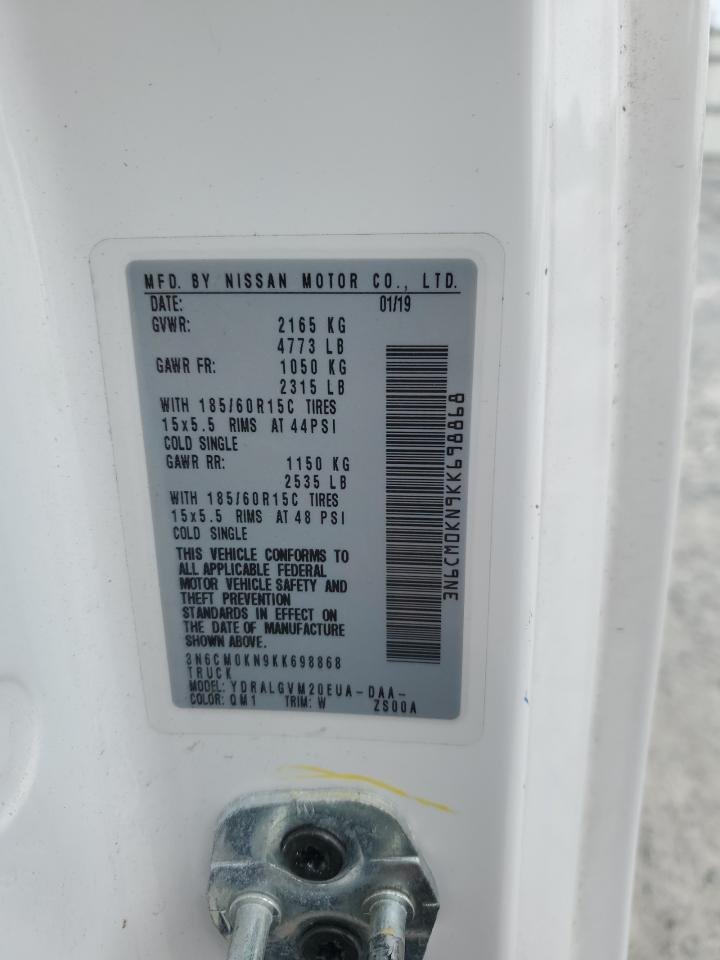 MFD. BY NISSAN MOTOR CO., LTD.
DATE: 01/19
GVWR: 2165 KG
4773 LB
GAWR FR: 1050 KG
2315 LB
WITH 185/60R15C TIRES
15x5.5 RIMS AT 44PSI
COLD SINGLE
GAWR RR: 1150 KG
2535 LB
WITH 185/60R15C TIRES
15x5.5 RIMS AT 48 PSI
COLD SINGLE
THIS VEHICLE CONFORMS TO
ALL APPLICABLE FEDERAL
MOTOR VEHICLE SAFETY AND
THEFT PREVENTION
STANDARDS IN EFFECT ON
THE DATE OF MANUFACTURE
SHOWN ABOVE.
3N6CM0KN9KK698868
TRUCK
MODEL: YDRALGVM20EUA-DAA-
COLOR: QM1 TRIM: W ZS00A
3N6CM0KN9KK698868